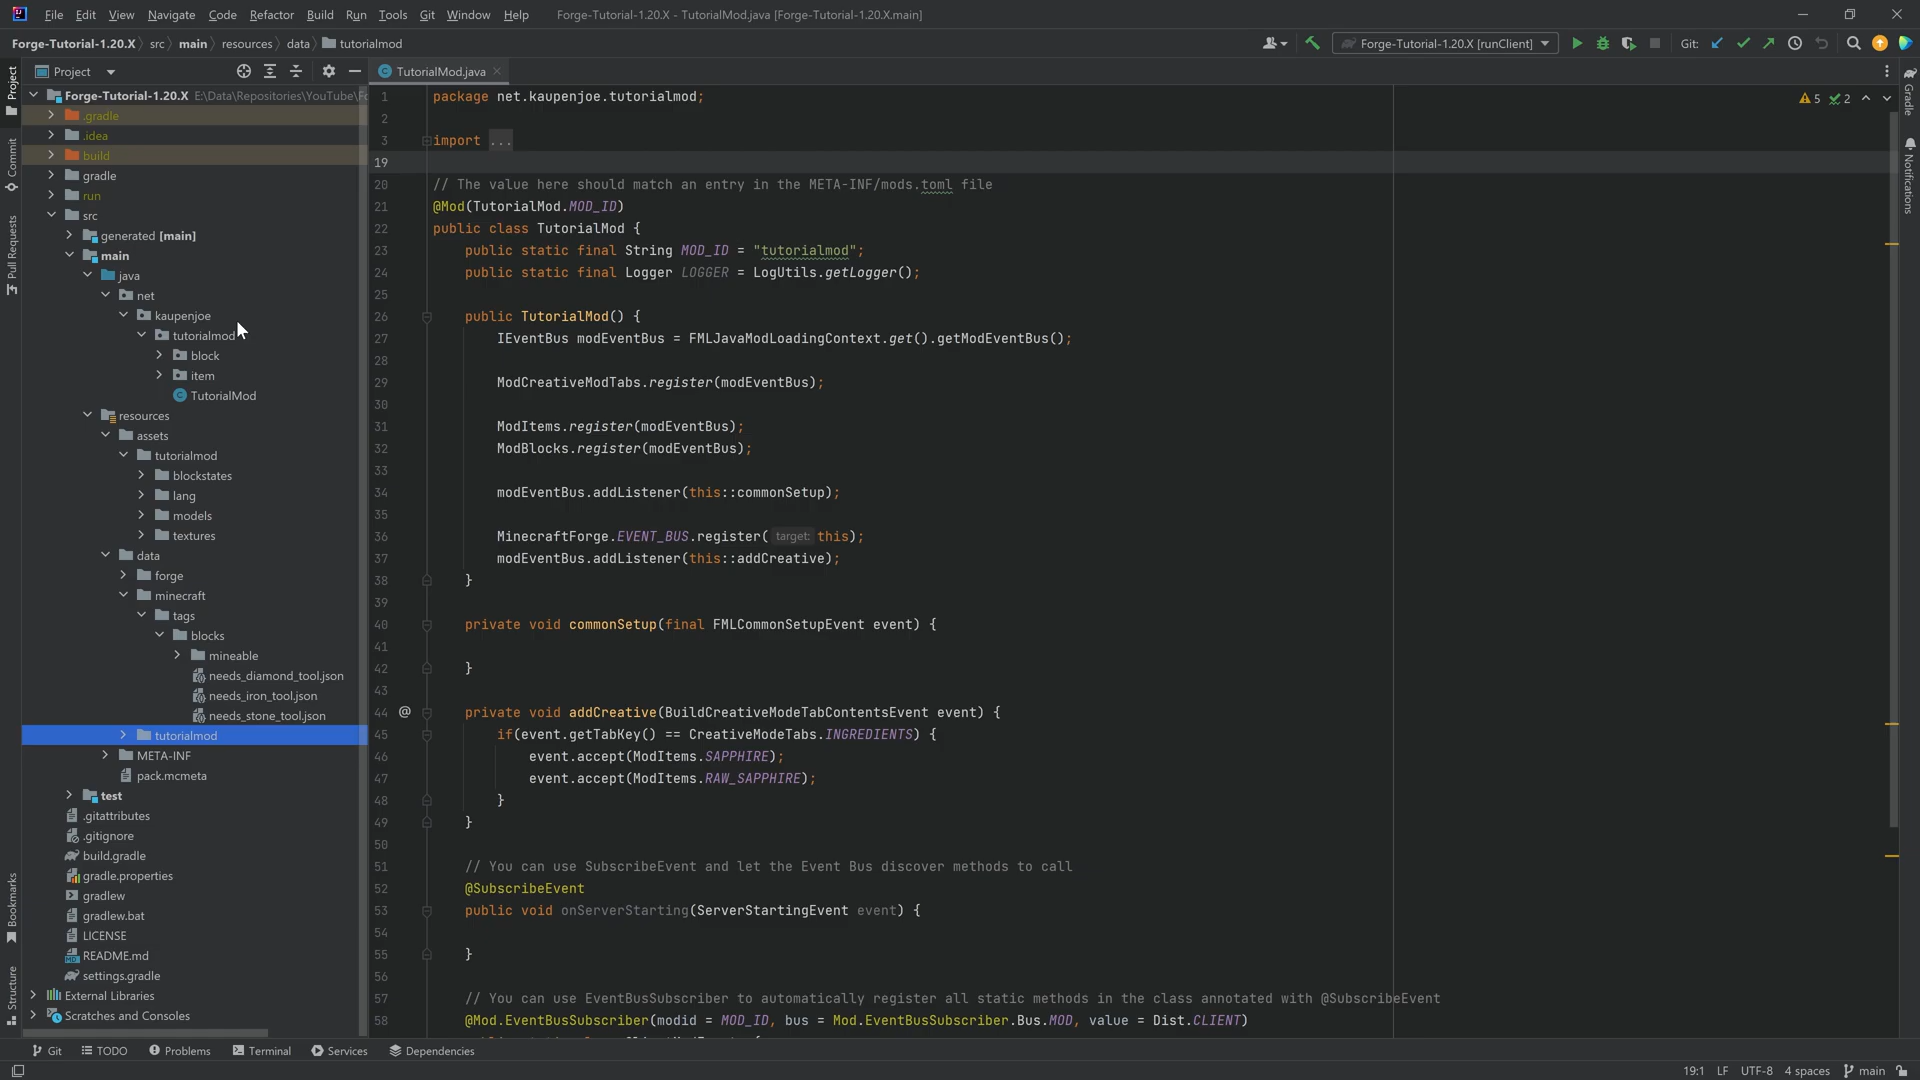 File Edit View Navigate Code Refactor Build Run Tools Git Window Help Forge-Tutorial-1.20.X - TutorialMod.java [Forge-Tutorial-1.20.X.main]
Forge-Tutorial-1.20.X src main resources data tutorialmod Forge-Tutorial-1.20.X [runClient] Git:
Project
TutorialMod.java
Project
Commit
Pull Requests
Bookmarks
Structure
Forge-Tutorial-1.20.X E:\Data\Repositories\YouTube\Fo
.gradle
.idea
build
gradle
run
src
generated [main]
main
java
net
kaupenjoe
tutorialmod
block
item
TutorialMod
resources
assets
tutorialmod
blockstates
lang
models
textures
data
forge
minecraft
tags
blocks
mineable
needs_diamond_tool.json
needs_iron_tool.json
needs_stone_tool.json
tutorialmod
META-INF
pack.mcmeta
test
.gitattributes
.gitignore
build.gradle
gradle.properties
gradlew
gradlew.bat
LICENSE
README.md
settings.gradle
External Libraries
Scratches and Consoles
1 package net.kaupenjoe.tutorialmod;
2
3 import ...
19
20 // The value here should match an entry in the META-INF/mods.toml file
21 @Mod(TutorialMod.MOD_ID)
22 public class TutorialMod {
23 public static final String MOD_ID = "tutorialmod";
24 public static final Logger LOGGER = LogUtils.getLogger();
25
26 public TutorialMod() {
27 IEventBus modEventBus = FMLJavaModLoadingContext.get().getModEventBus();
28
29 ModCreativeModTabs.register(modEventBus);
30
31 ModItems.register(modEventBus);
32 ModBlocks.register(modEventBus);
33
34 modEventBus.addListener(this::commonSetup);
35
36 MinecraftForge.EVENT_BUS.register( target: this);
37 modEventBus.addListener(this::addCreative);
38 }
39
40 private void commonSetup(final FMLCommonSetupEvent event) {
41
42 }
43
44 @ private void addCreative(BuildCreativeModeTabContentsEvent event) {
45 if(event.getTabKey() == CreativeModeTabs.INGREDIENTS) {
46 event.accept(ModItems.SAPPHIRE);
47 event.accept(ModItems.RAW_SAPPHIRE);
48 }
49 }
50
51 // You can use SubscribeEvent and let the Event Bus discover methods to call
52 @SubscribeEvent
53 public void onServerStarting(ServerStartingEvent event) {
54
55 }
56
57 // You can use EventBusSubscriber to automatically register all static methods in the class annotated with @SubscribeEvent
58 @Mod.EventBusSubscriber(modid = MOD_ID, bus = Mod.EventBusSubscriber.Bus.MOD, value = Dist.CLIENT)
5 2
Gradle
Notifications
Git TODO Problems Terminal Services Dependencies
19:1 LF UTF-8 4 spaces main